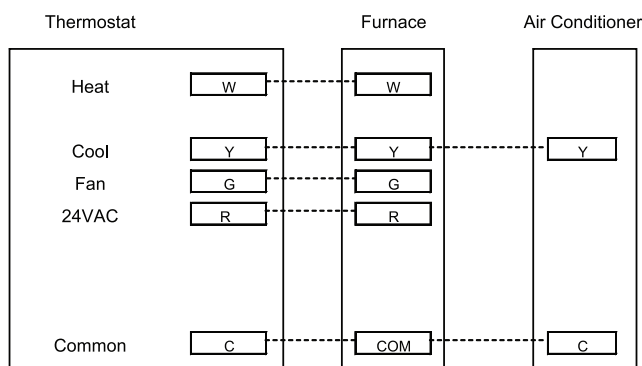 Thermostat Furnace Air Conditioner
Heat W W
Cool Y Y Y
Fan G G
24VAC R R
Common C COM C